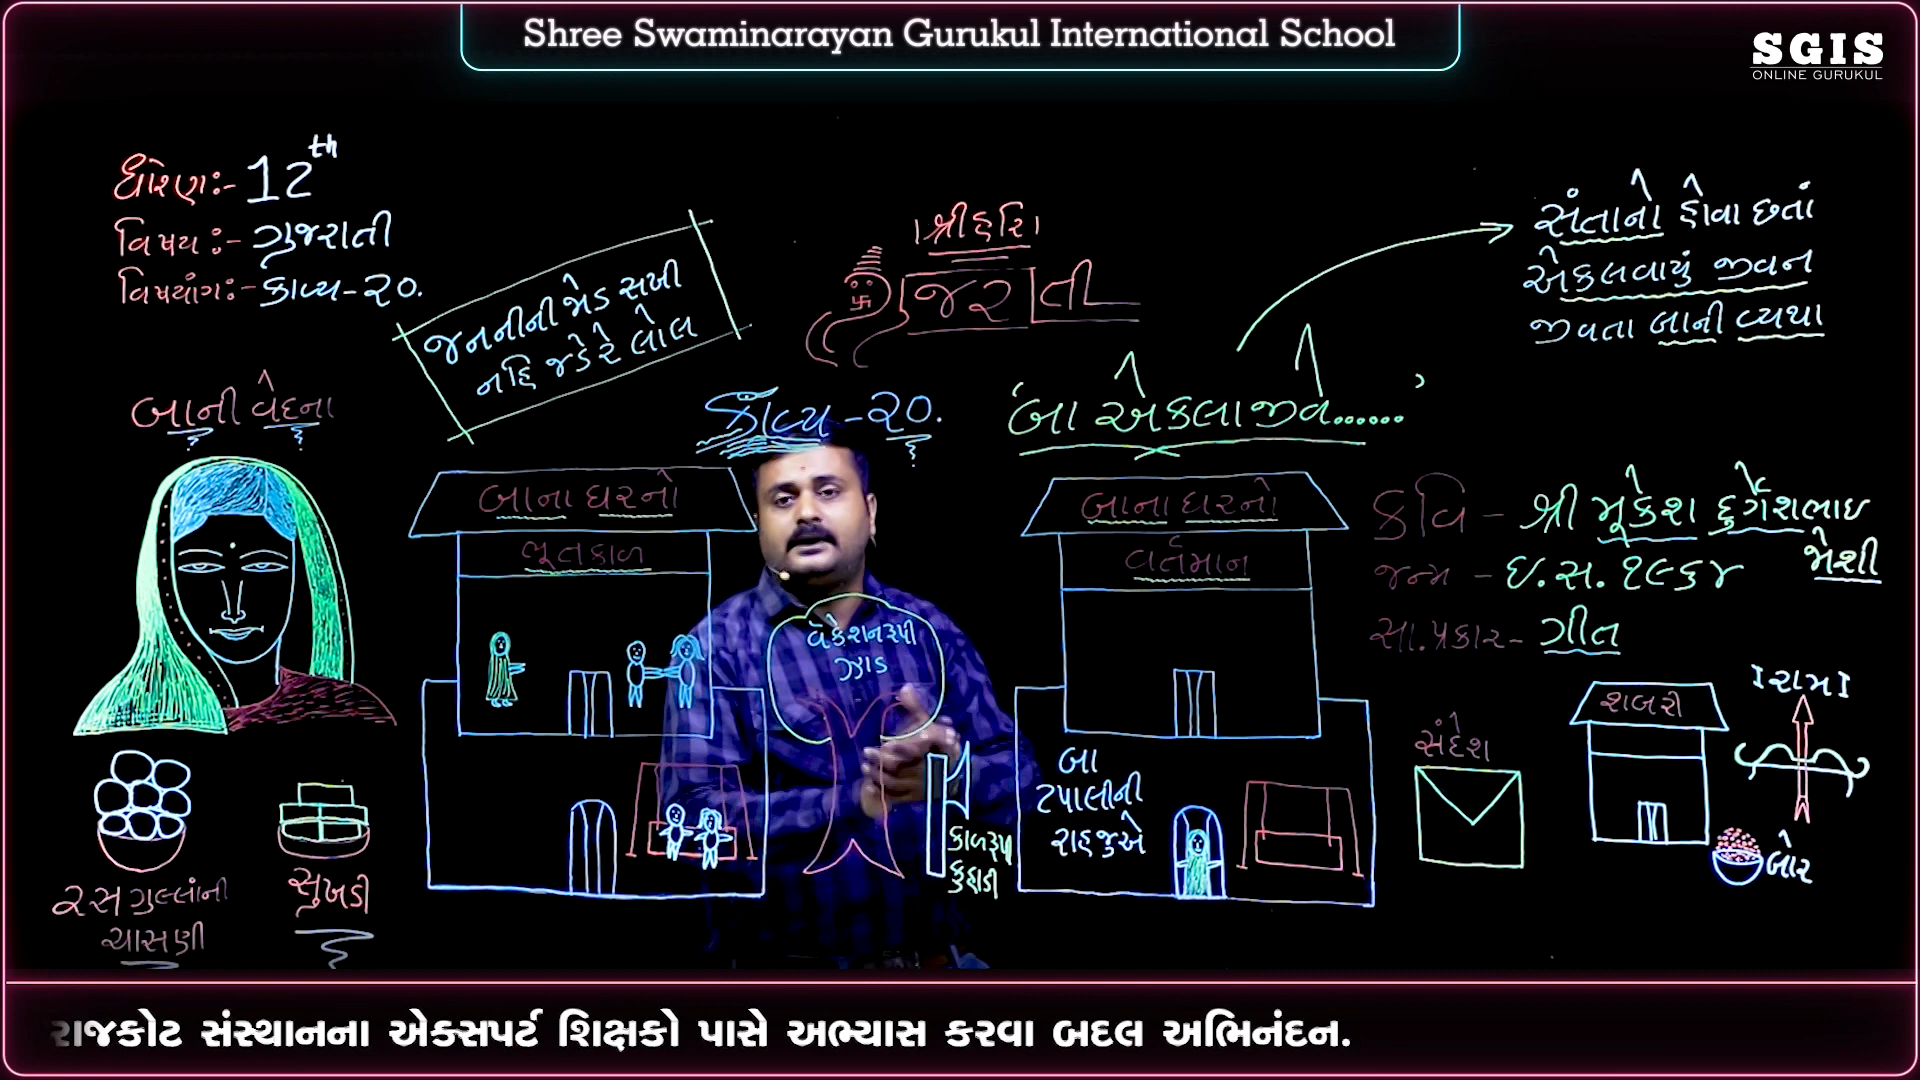 Shree Swaminarayan Gurukul International School
SGIS
ONLINE GURUKUL
ધોરણઃ- 12th
વિષયઃ- ગુજરાતી
વિષયાંગઃ- કાવ્ય-૨૦.
જનનીની જોડ સખી
નહિ જડે રે લોલ
।શ્રીહરિ।
જરતી
સંતાનો હોવા છતાં
એકલવાયું જીવન
જીવતા બાની વ્યથા
બાની વેદના
કાવ્ય-૨૦.
'બા એકલા જીવે......'
બાના ઘરનો
ભૂતકાળ
બાના ઘરનો
વર્તમાન
કવિ - શ્રી મૂકેશ દુર્ગેશભાઇ
જોશી
જન્મ - ઇ.સ. ૧૯૬૪
સા.પ્રકાર- ગીત
વેકેશનરૂપી
ઝાડ
કાળરૂપી
કુહાડી
બા
ટપાલીની
રાહ જુએ
સંદેશ
શબરી
।રામ।
બોર
રસગુલ્લાંની
ચાસણી
સુખડી
રાજકોટ સંસ્થાનના એક્સપર્ટ શિક્ષકો પાસે અભ્યાસ કરવા બદલ અભિનંદન.